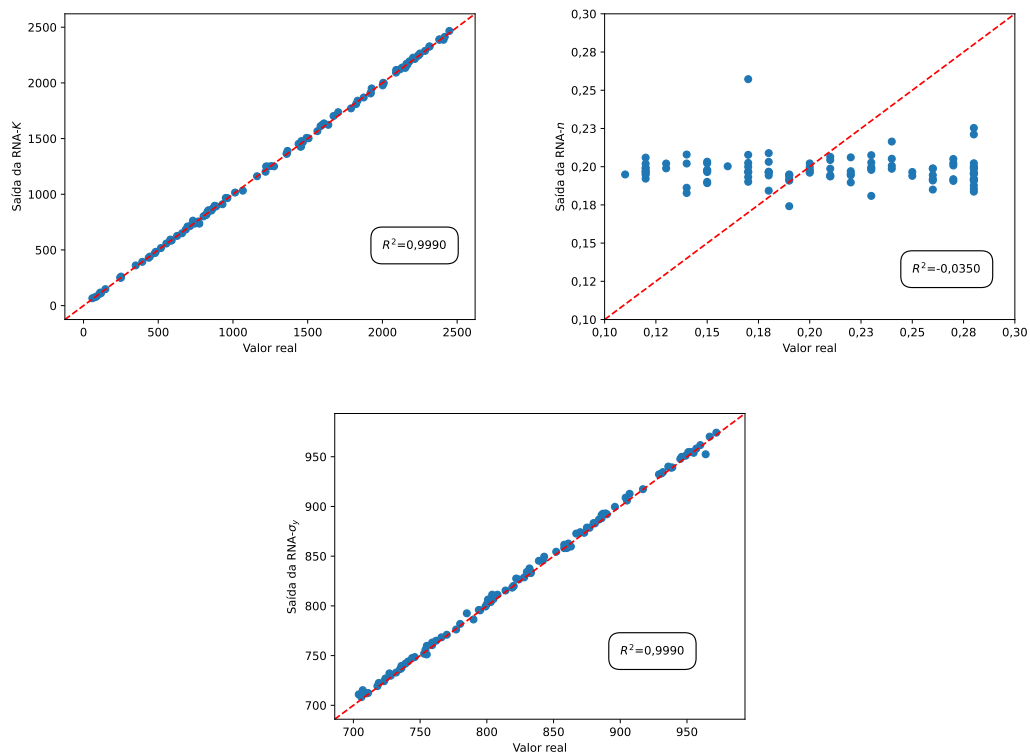 Saída da RNA-K
2500
2000
1500
1000
500
0
R²=0,9990
0 500 1000 1500 2000 2500
Valor real
Saída da RNA-n
0,30
0,28
0,25
0,23
0,20
0,18
0,15
0,12
0,10
R²=-0,0350
0,10 0,12 0,15 0,18 0,20 0,23 0,25 0,28 0,30
Valor real
Saída da RNA-σy
950
900
850
800
750
700
R²=0,9990
700 750 800 850 900 950
Valor real